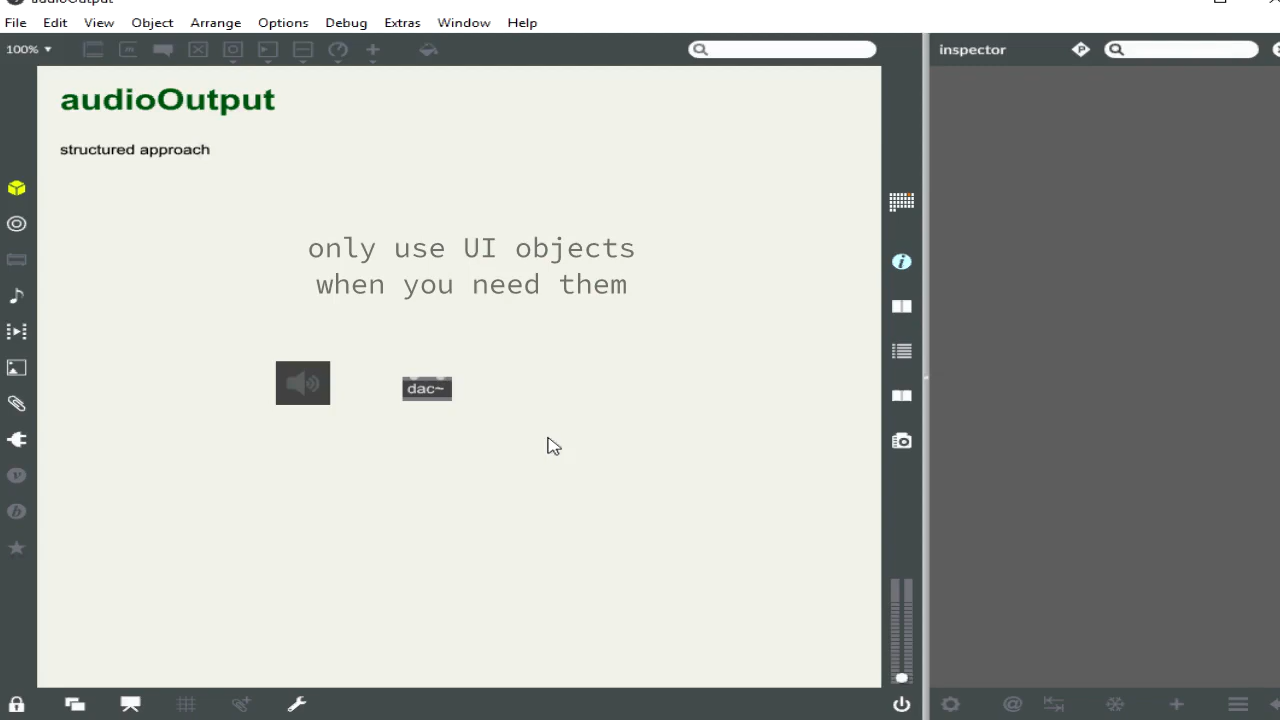 audioOutput
File Edit View Object Arrange Options Debug Extras Window Help
100%
inspector
audioOutput
structured approach
only use UI objects
when you need them
dac~